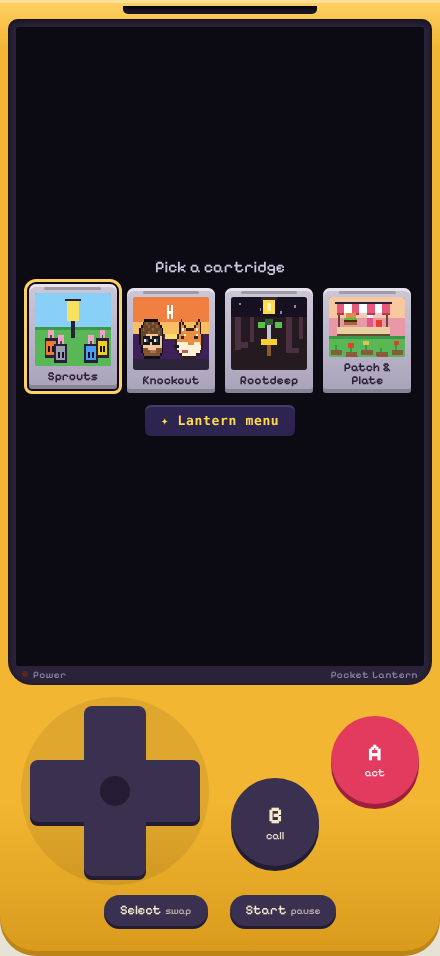 Pick a cartridge
H
Sprouts
Knockout
Rootdeep
Patch &
Plate
✦ Lantern menu
Power
Pocket Lantern
A
act
B
call
Select swap
Start pause